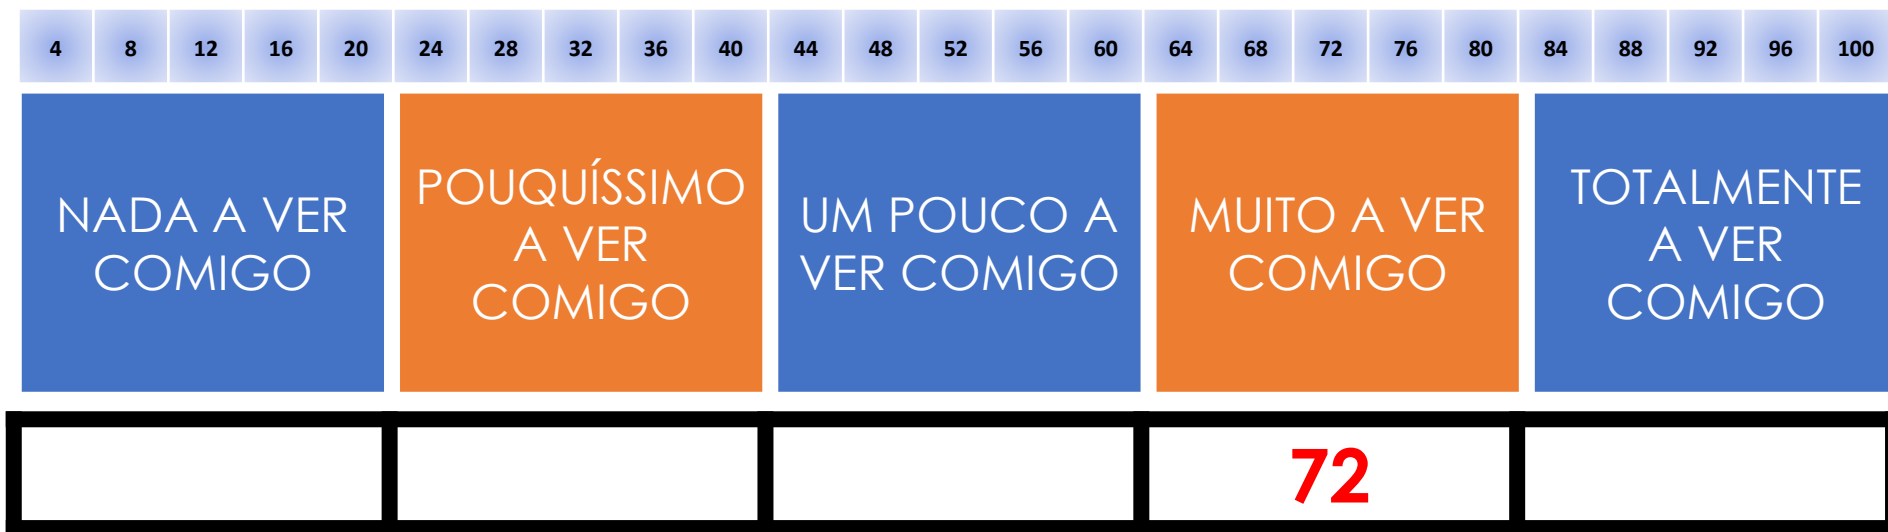 4 8 12 16 20 24 28 32 36 40 44 48 52 56 60 64 68 72 76 80 84 88 92 96 100
NADA A VER
COMIGO
POUQUÍSSIMO
A VER
COMIGO
UM POUCO A
VER COMIGO
MUITO A VER
COMIGO
TOTALMENTE
A VER
COMIGO
72